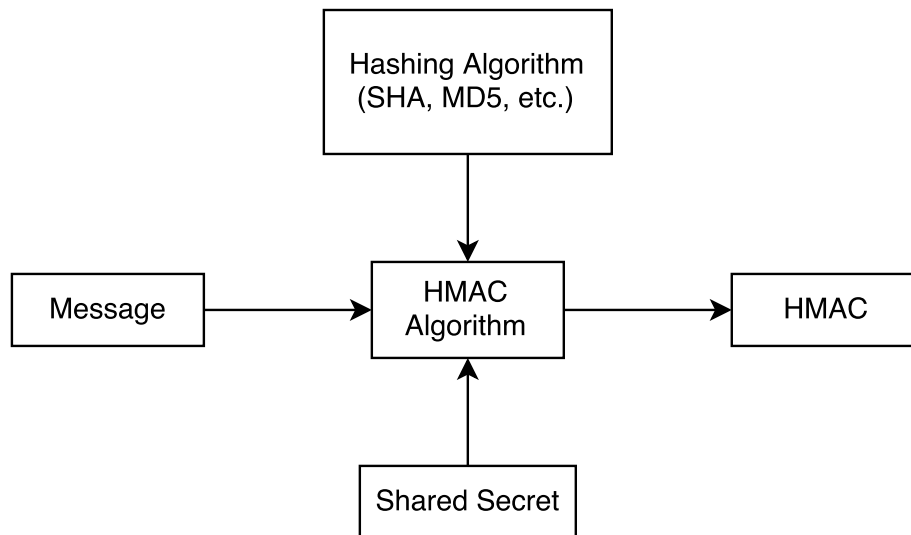 Hashing Algorithm
(SHA, MD5, etc.)
Message
HMAC
Algorithm
HMAC
Shared Secret